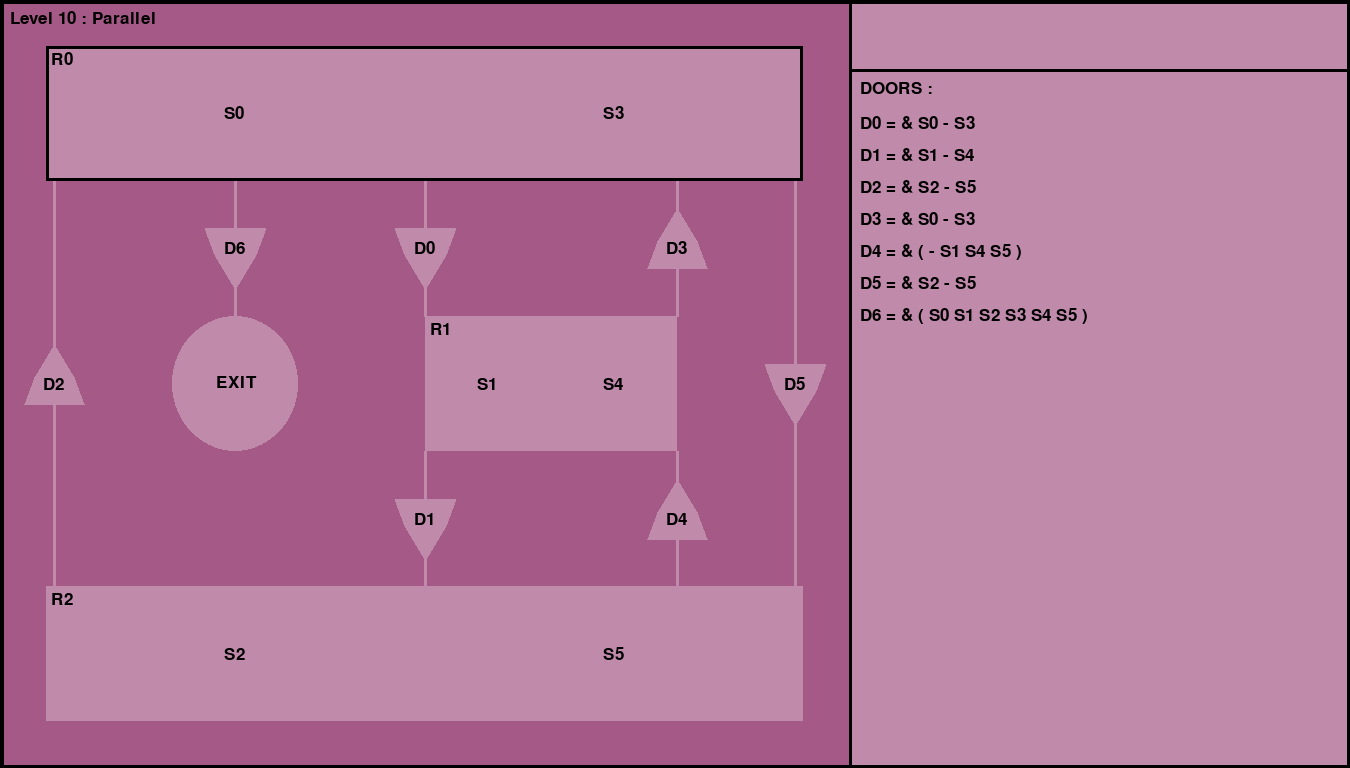 Level 10 : Parallel
R0
S0 S3
D6 D0 D3
R1
D2 EXIT S1 S4 D5
D1 D4
R2
S2 S5
DOORS :
D0 = & S0 - S3
D1 = & S1 - S4
D2 = & S2 - S5
D3 = & S0 - S3
D4 = & ( - S1 S4 S5 )
D5 = & S2 - S5
D6 = & ( S0 S1 S2 S3 S4 S5 )